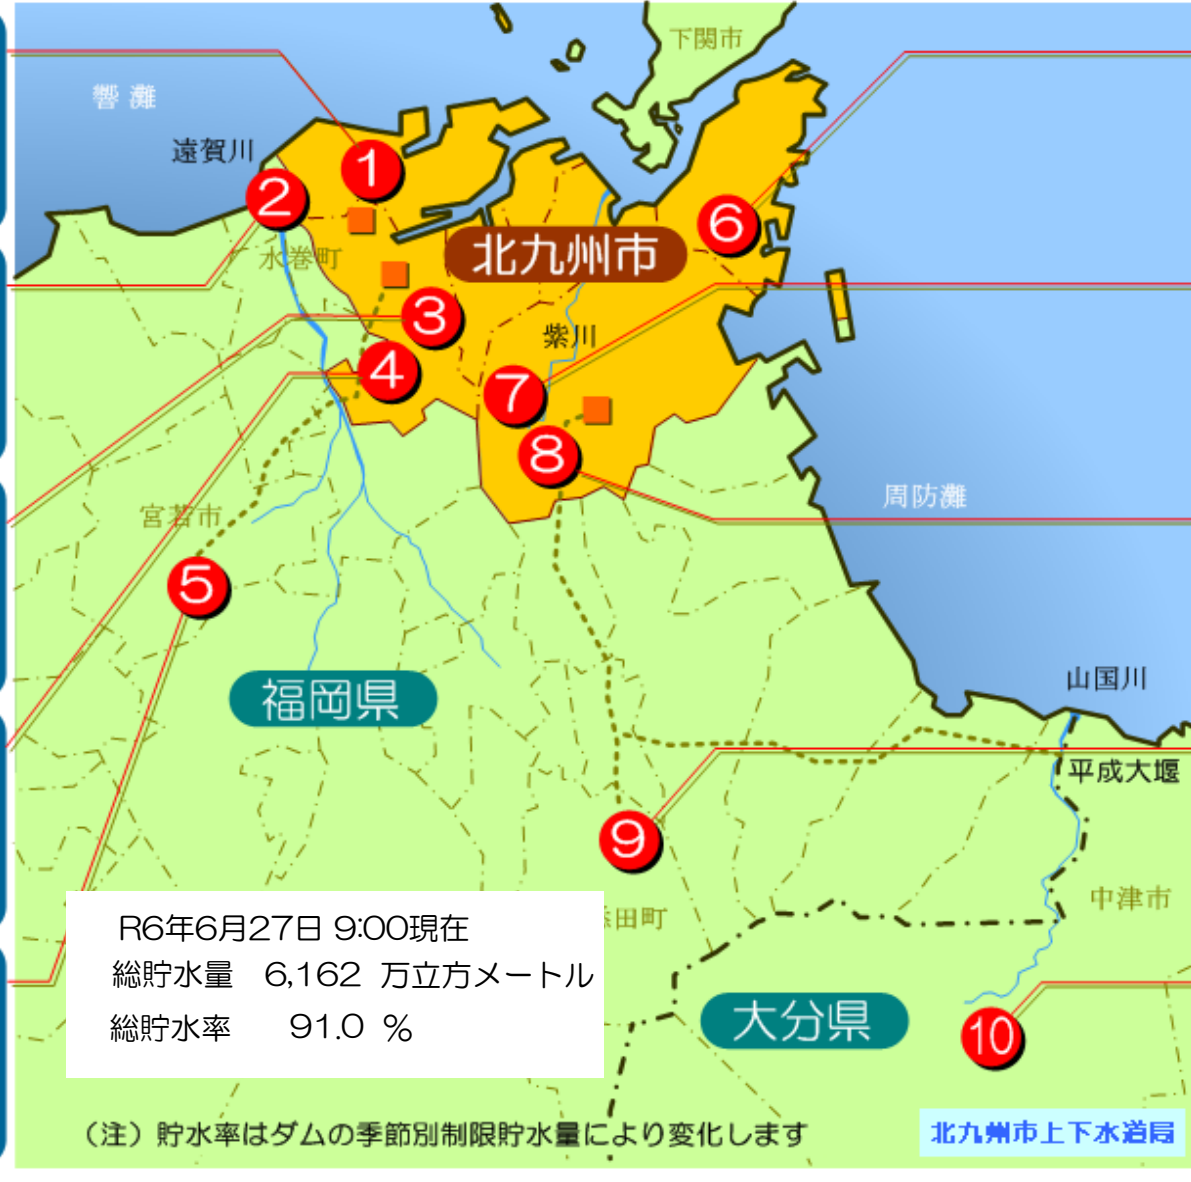 下関市
響灘
遠賀川
1
2
6
北九州市
水巻町
3
紫川
4
7
8
周防灘
宮若市
5
山国川
福岡県
平成大堰
9
中津市
添田町
R6年6月27日 9:00現在
総貯水量 6,162 万立方メートル
総貯水率 91.0 %
大分県
10
（注）貯水率はダムの季節別制限貯水量により変化します
北九州市上下水道局